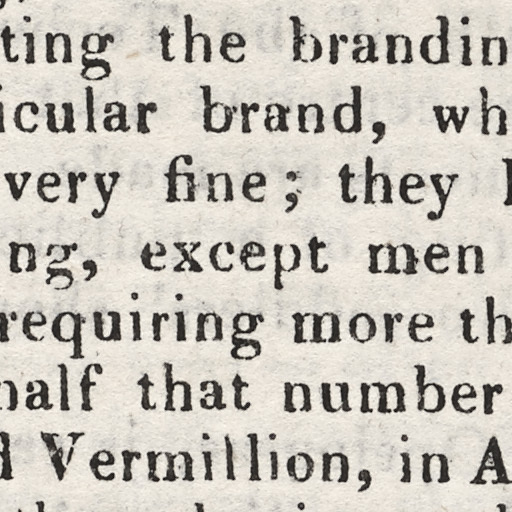 ting the brandin
icular brand, wh
very fine; they
ng, except men
requiring more th
half that number
d Vermillion, in A